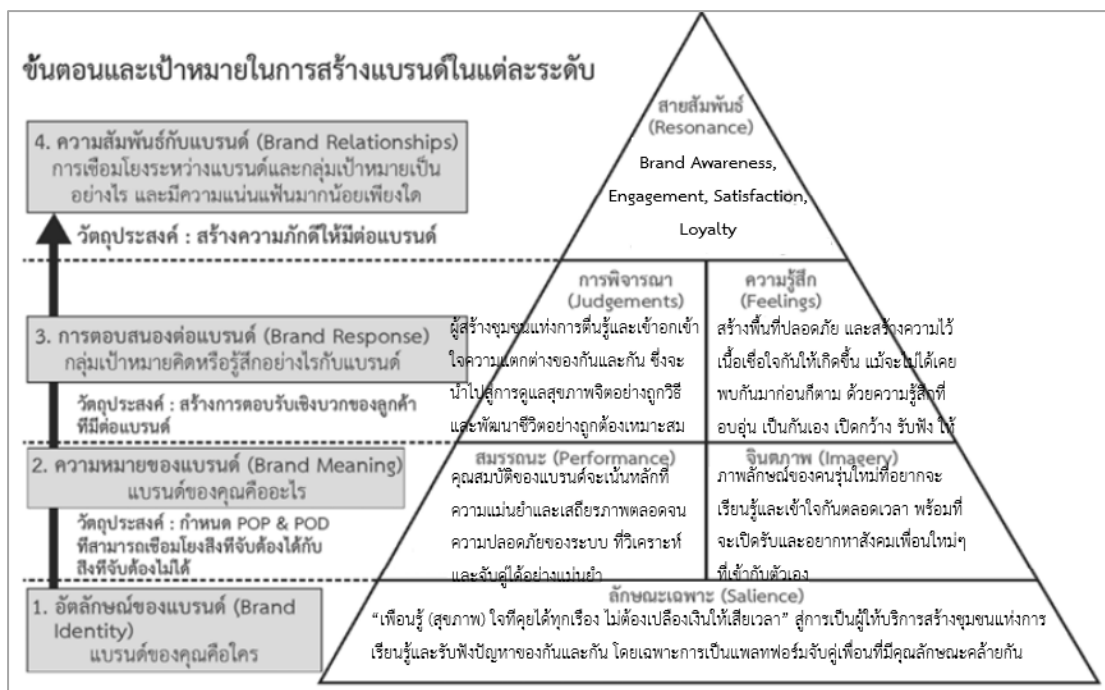 ขั้นตอนและเป้าหมายในการสร้างแบรนด์ในแต่ละระดับ
4. ความสัมพันธ์กับแบรนด์ (Brand Relationships)
การเชื่อมโยงระหว่างแบรนด์และกลุ่มเป้าหมายเป็น
อย่างไร และมีความแน่นแฟ้นมากน้อยเพียงใด
วัตถุประสงค์ : สร้างความภักดีให้มีต่อแบรนด์
สายสัมพันธ์
(Resonance)
Brand Awareness,
Engagement, Satisfaction,
Loyalty
3. การตอบสนองต่อแบรนด์ (Brand Response)
กลุ่มเป้าหมายคิดหรือรู้สึกอย่างไรกับแบรนด์
วัตถุประสงค์ : สร้างการตอบรับเชิงบวกของลูกค้า
ที่มีต่อแบรนด์
การพิจารณา
(Judgements)
ผู้สร้างชุมชนแห่งการตื่นรู้และเข้าอกเข้า
ใจความแตกต่างของกันและกัน ซึ่งจะ
นำไปสู่การดูแลสุขภาพจิตอย่างถูกวิธี
และพัฒนาชีวิตอย่างถูกต้องเหมาะสม
ความรู้สึก
(Feelings)
สร้างพื้นที่ปลอดภัย และสร้างความไว้
เนื้อเชื่อใจกันให้เกิดขึ้น แม้จะไม่ได้เคย
พบกันมาก่อนก็ตาม ด้วยความรู้สึกที่
อบอุ่น เป็นกันเอง เปิดกว้าง รับฟัง ให้
2. ความหมายของแบรนด์ (Brand Meaning)
แบรนด์ของคุณคืออะไร
วัตถุประสงค์ : กำหนด POP & POD
ที่สามารถเชื่อมโยงสิ่งที่จับต้องได้กับ
สิ่งที่จับต้องไม่ได้
สมรรถนะ (Performance)
คุณสมบัติของแบรนด์จะเน้นหลักที่
ความแม่นยำและเสถียรภาพตลอดจน
ความปลอดภัยของระบบ ที่วิเคราะห์
และจับคู่ได้อย่างแม่นยำ
จินตภาพ (Imagery)
ภาพลักษณ์ของคนรุ่นใหม่ที่อยากจะ
เรียนรู้และเข้าใจกันตลอดเวลา พร้อมที่
จะเปิดรับและอยากหาสังคมเพื่อนใหม่ๆ
ที่เข้ากับตัวเอง
1. อัตลักษณ์ของแบรนด์ (Brand
Identity)
แบรนด์ของคุณคือใคร
ลักษณะเฉพาะ (Salience)
“เพื่อนรู้ (สุขภาพ) ใจที่คุยได้ทุกเรื่อง ไม่ต้องเปลืองเงินให้เสียเวลา” สู่การเป็นผู้ให้บริการสร้างชุมชนแห่งการ
เรียนรู้และรับฟังปัญหาของกันและกัน โดยเฉพาะการเป็นแพลทฟอร์มจับคู่เพื่อนที่มีคุณลักษณะคล้ายกัน